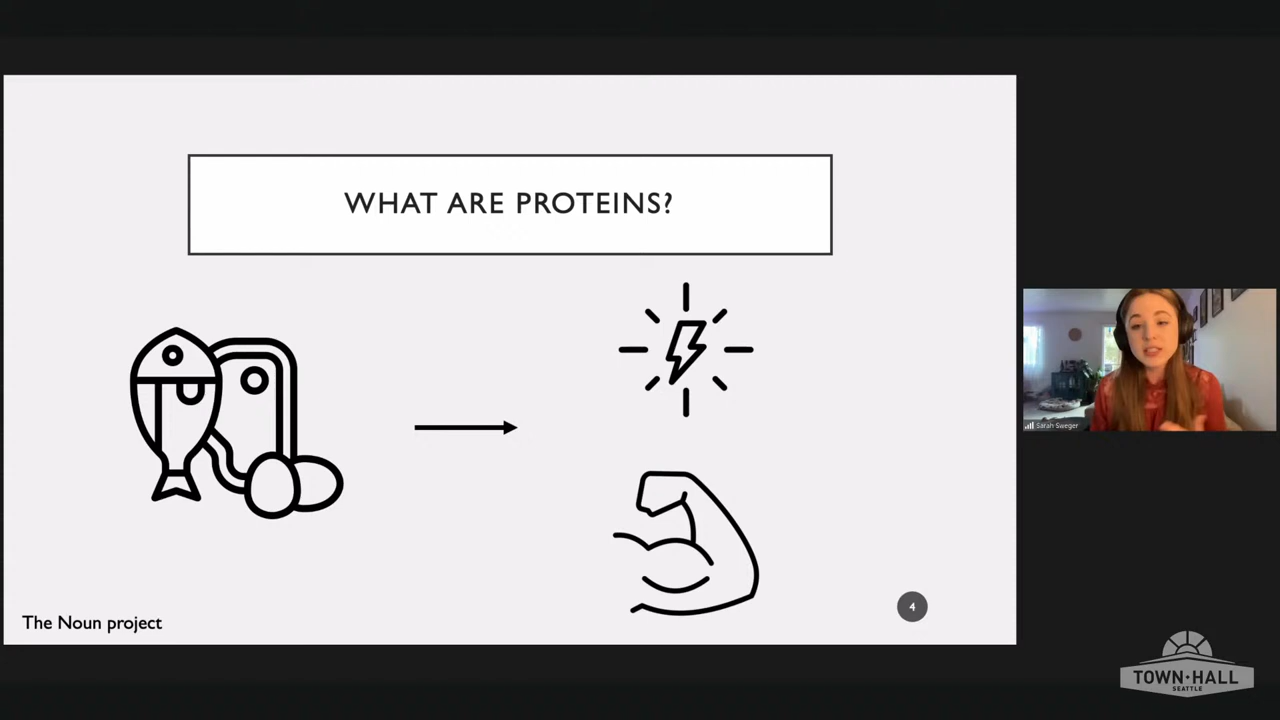 WHAT ARE PROTEINS?
The Noun project
4
Sarah Sweger
TOWN·HALL
SEATTLE